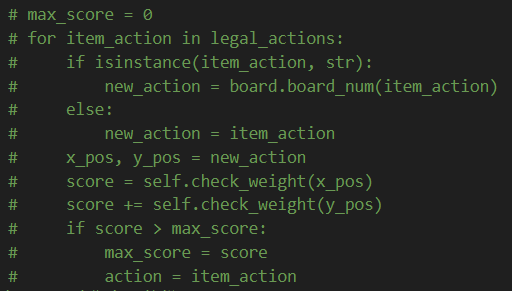 # max_score = 0
# for item_action in legal_actions:
#     if isinstance(item_action, str):
#         new_action = board.board_num(item_action)
#     else:
#         new_action = item_action
#     x_pos, y_pos = new_action
#     score = self.check_weight(x_pos)
#     score += self.check_weight(y_pos)
#     if score > max_score:
#         max_score = score
#         action = item_action